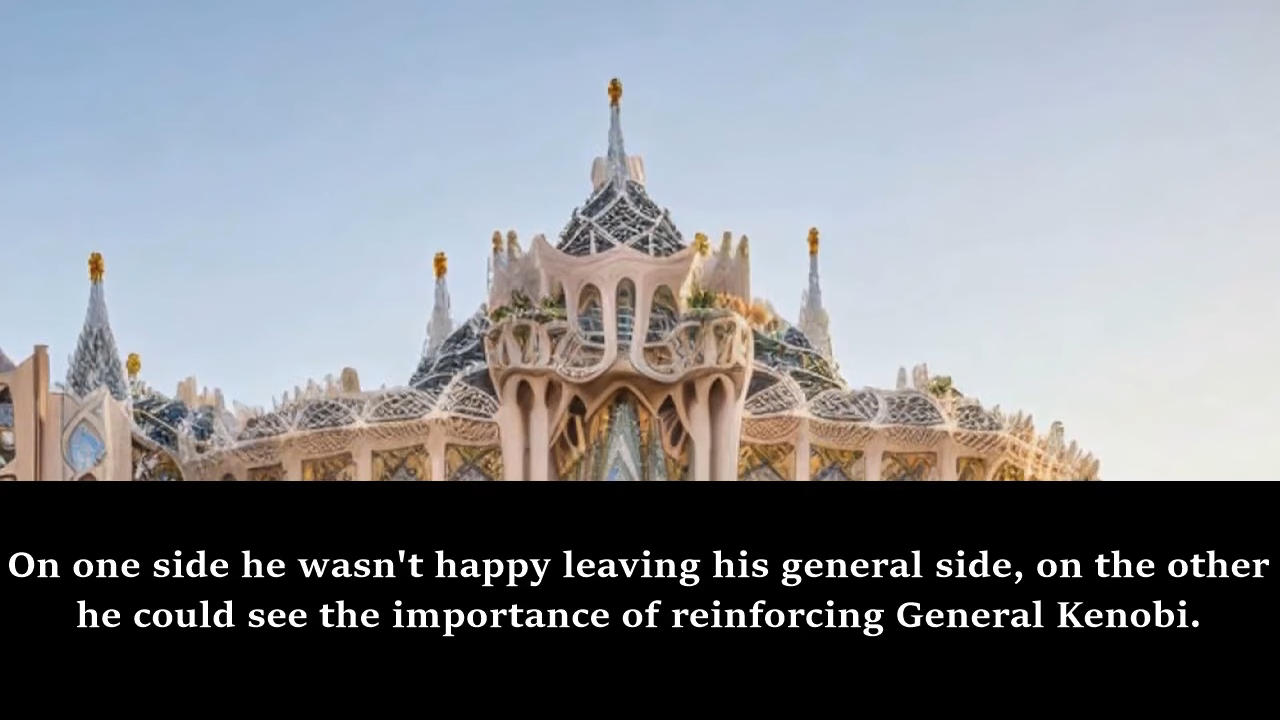 On one side he wasn't happy leaving his general side, on the other
he could see the importance of reinforcing General Kenobi.